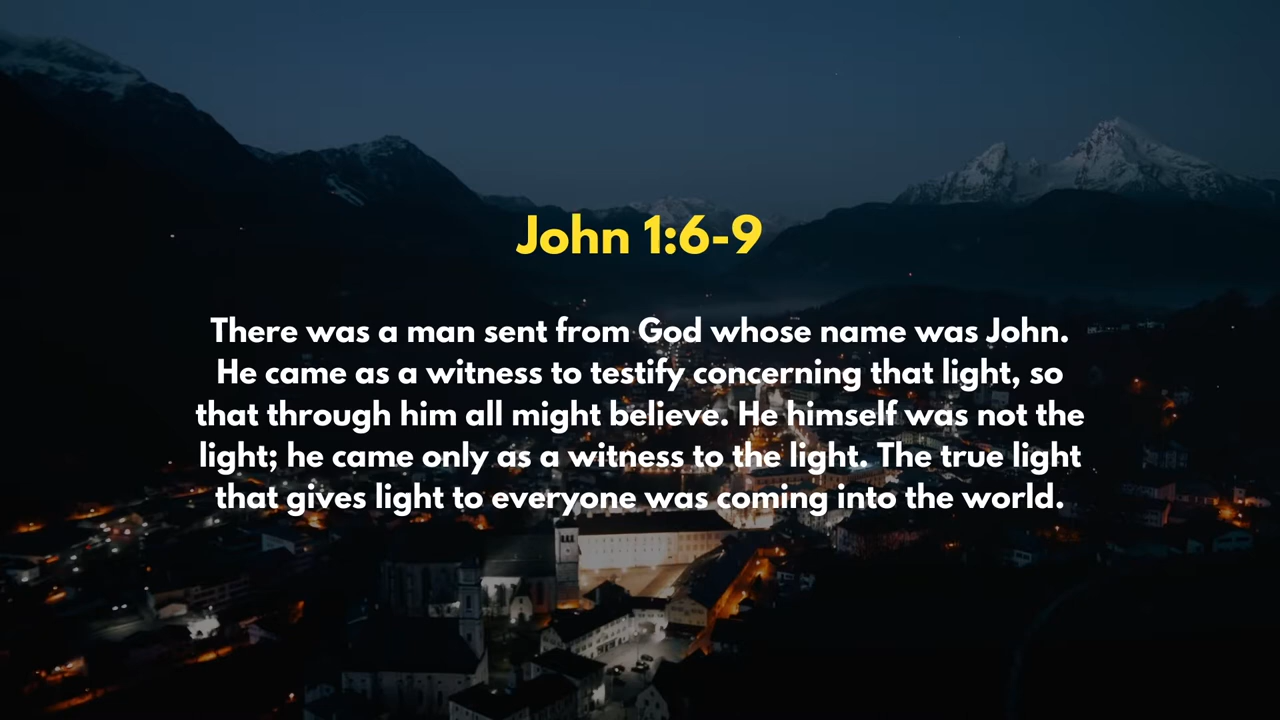 John 1:6-9
There was a man sent from God whose name was John.
He came as a witness to testify concerning that light, so
that through him all might believe. He himself was not the
light; he came only as a witness to the light. The true light
that gives light to everyone was coming into the world.